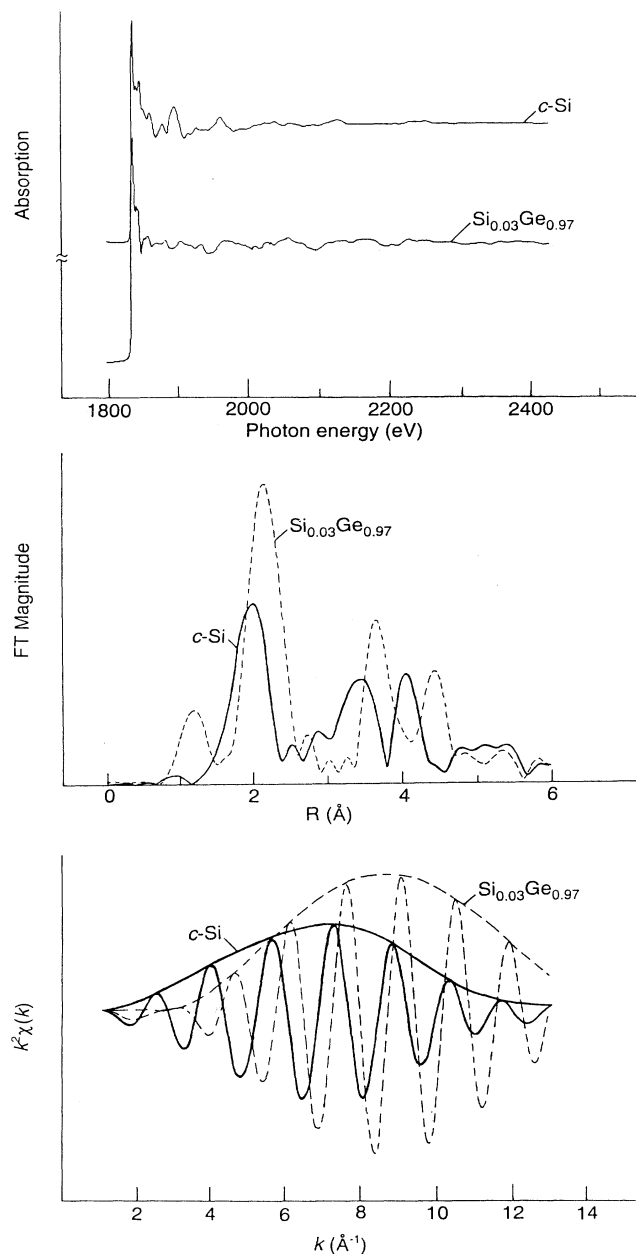 Absorption
c-Si
Si0.03Ge0.97
1800 2000 2200 2400
Photon energy (eV)
FT Magnitude
Si0.03Ge0.97
c-Si
0 2 4 6
R (Å)
k²χ(k)
Si0.03Ge0.97
c-Si
2 4 6 8 10 12 14
k (Å⁻¹)